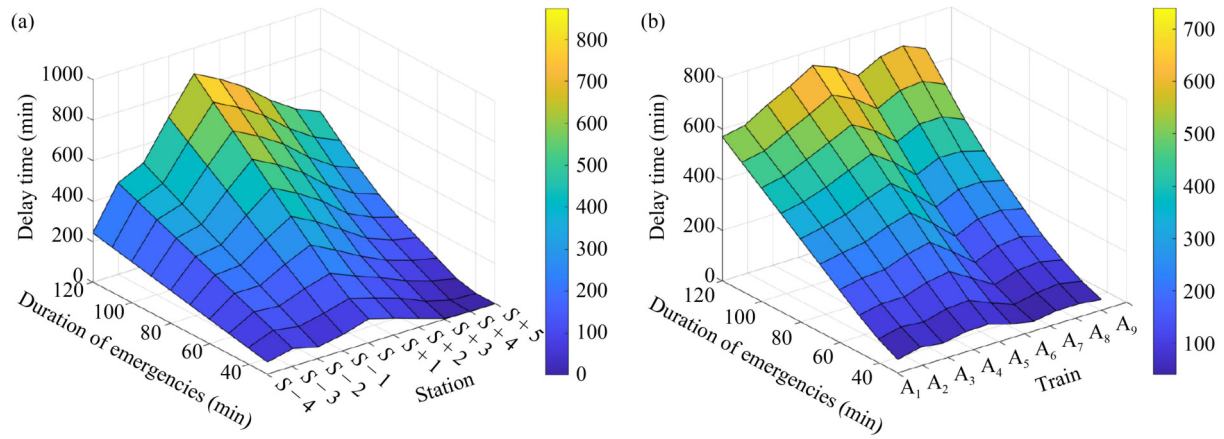 (a)
Delay time (min)
1000
800
600
400
200
0
120
100
80
60
40
Duration of emergencies (min)
S − 4
S − 3
S − 2
S − 1
S + 1
S + 2
S + 3
S + 4
S + 5
Station
800
700
600
500
400
300
200
100
0
(b)
Delay time (min)
800
600
400
200
0
120
100
80
60
40
Duration of emergencies (min)
A₁
A₂
A₃
A₄
A₅
A₆
A₇
A₈
A₉
Train
700
600
500
400
300
200
100